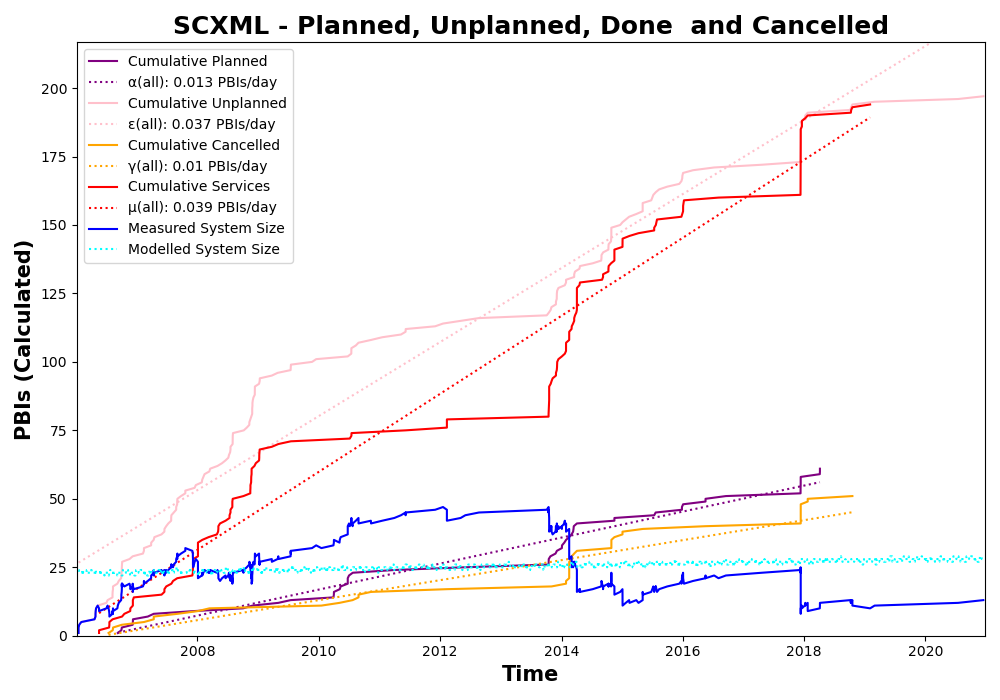 SCXML - Planned, Unplanned, Done  and Cancelled
Cumulative Planned
α(all): 0.013 PBIs/day
Cumulative Unplanned
ε(all): 0.037 PBIs/day
Cumulative Cancelled
γ(all): 0.01 PBIs/day
Cumulative Services
μ(all): 0.039 PBIs/day
Measured System Size
Modelled System Size
PBIs (Calculated)
200
175
150
125
100
75
50
25
0
2008 2010 2012 2014 2016 2018 2020
Time